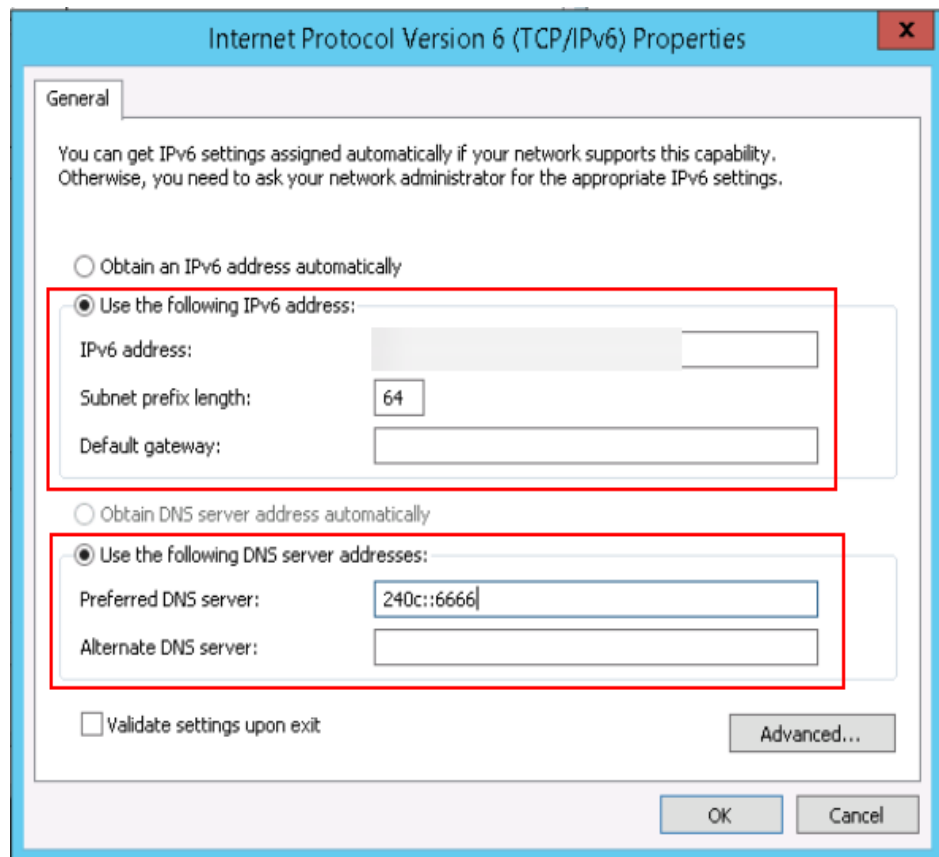 Internet Protocol Version 6 (TCP/IPv6) Properties
x
General
You can get IPv6 settings assigned automatically if your network supports this capability.
Otherwise, you need to ask your network administrator for the appropriate IPv6 settings.
Obtain an IPv6 address automatically
Use the following IPv6 address:
IPv6 address:
Subnet prefix length: 64
Default gateway:
Obtain DNS server address automatically
Use the following DNS server addresses:
Preferred DNS server: 240c::6666
Alternate DNS server:
Validate settings upon exit
Advanced...
OK Cancel